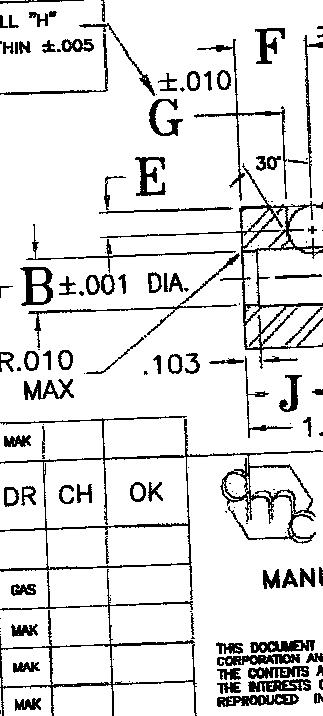 LL "H"
THIN ±.005
F
±.010
G
30°
E
B ±.001 DIA.
R.010
MAX
.103
J
1.
MAK
DR CH OK
GAS
MAK
MAK
MAK
THIS DOCUMENT
CORPORATION AN
THE CONTENTS A
THE INTERESTS O
REPRODUCED IN